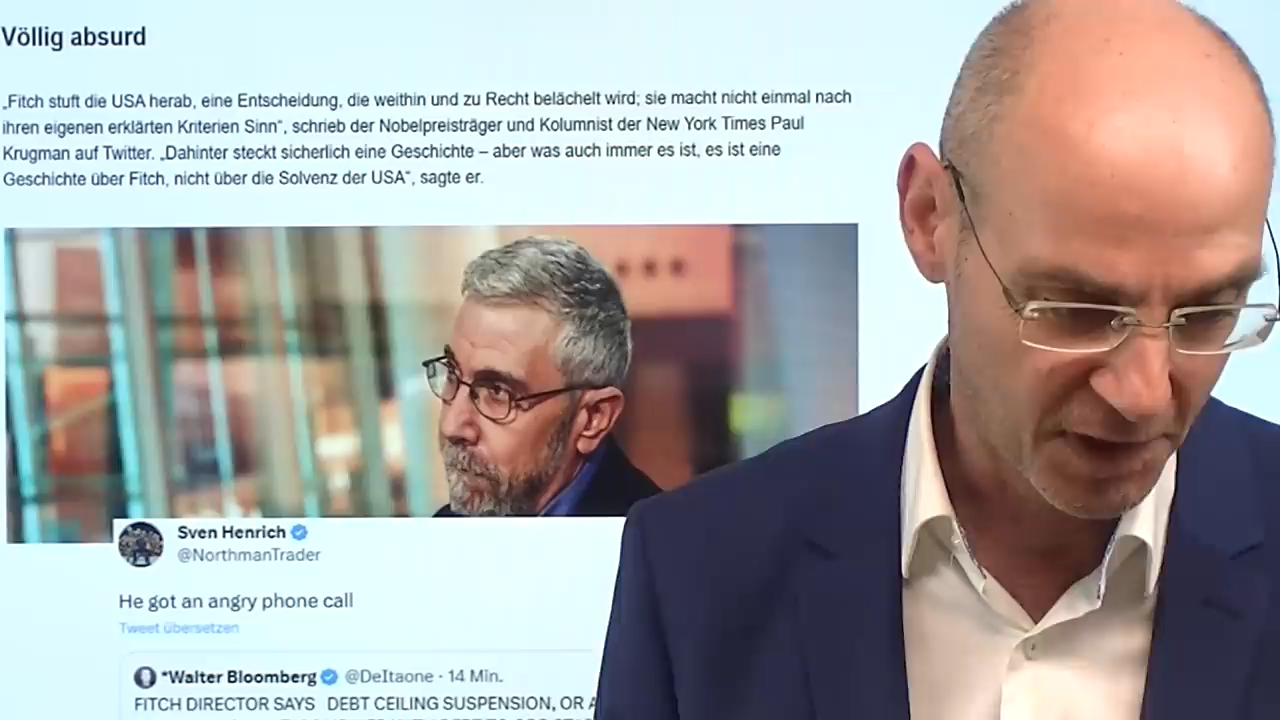 Völlig absurd
„Fitch stuft die USA herab, eine Entscheidung, die weithin und zu Recht belächelt wird; sie macht nicht einmal nach
ihren eigenen erklärten Kriterien Sinn“, schrieb der Nobelpreisträger und Kolumnist der New York Times Paul
Krugman auf Twitter. „Dahinter steckt sicherlich eine Geschichte – aber was auch immer es ist, es ist eine
Geschichte über Fitch, nicht über die Solvenz der USA“, sagte er.
Sven Henrich
@NorthmanTrader
He got an angry phone call
Tweet übersetzen
*Walter Bloomberg @DeItaone · 14 Min.
FITCH DIRECTOR SAYS DEBT CEILING SUSPENSION, OR